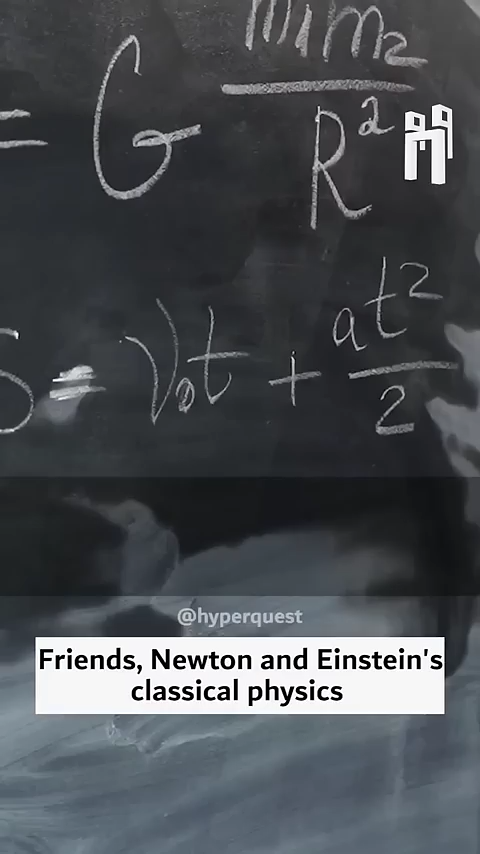 = G m₁m₂ / R²
S = V₀t + at² / 2
@hyperquest
Friends, Newton and Einstein's
classical physics